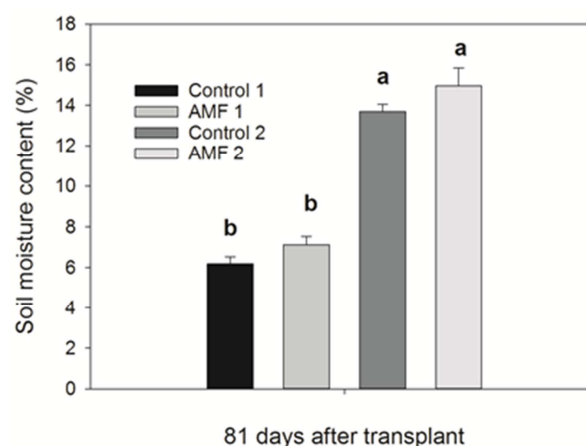 18
16
14
12
10
8
6
4
2
0
Soil moisture content (%)
Control 1
AMF 1
Control 2
AMF 2
b
b
a
a
81 days after transplant